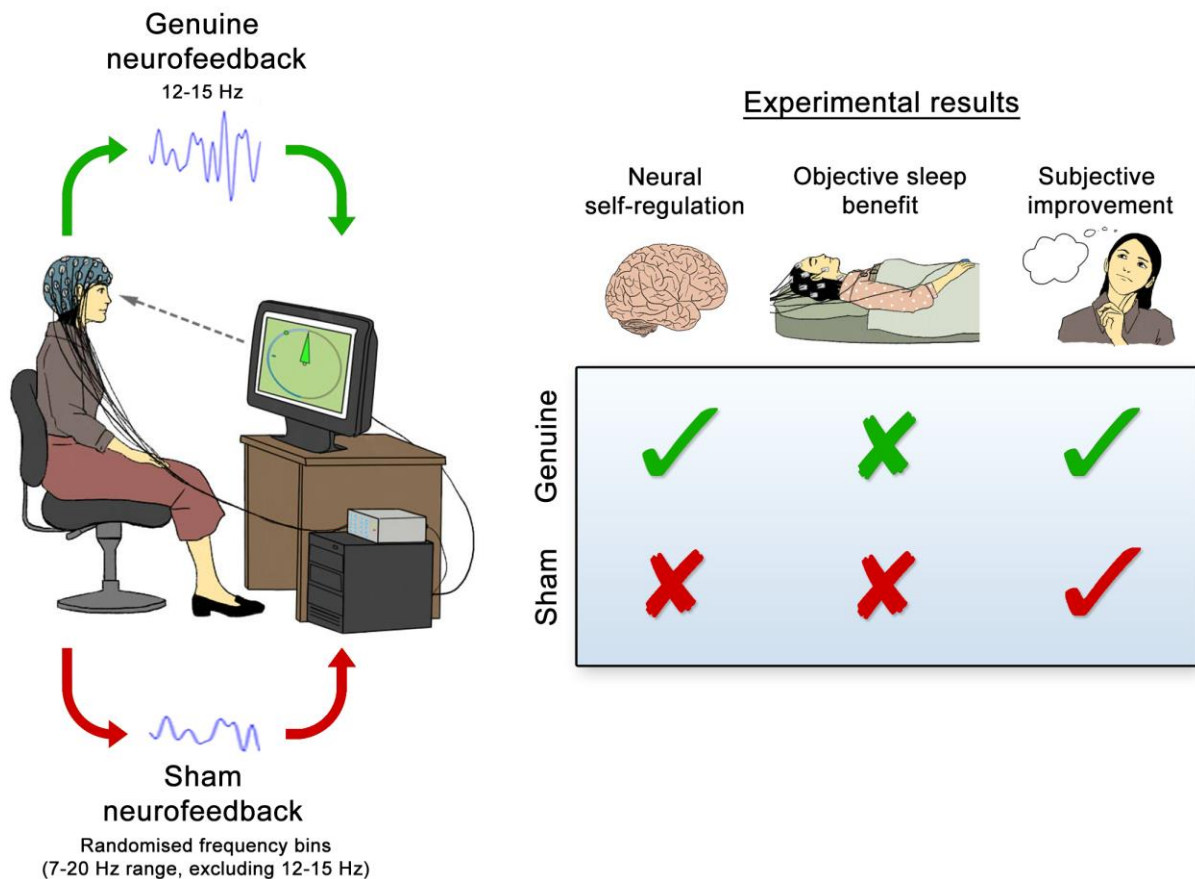 Genuine
neurofeedback
12-15 Hz
Sham
neurofeedback
Randomised frequency bins
(7-20 Hz range, excluding 12-15 Hz)
Experimental results
Neural
self-regulation
Objective sleep
benefit
Subjective
improvement
Genuine
Sham